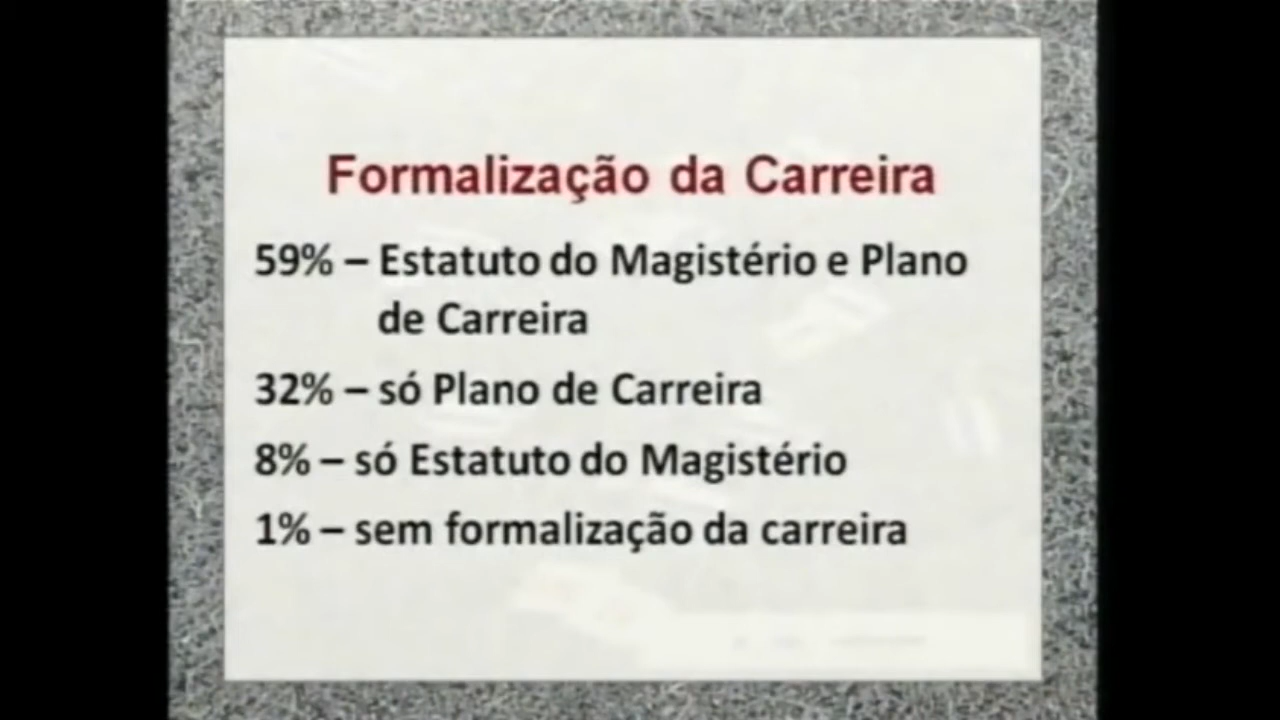 Formalização da Carreira
59% – Estatuto do Magistério e Plano
de Carreira
32% – só Plano de Carreira
8% – só Estatuto do Magistério
1% – sem formalização da carreira